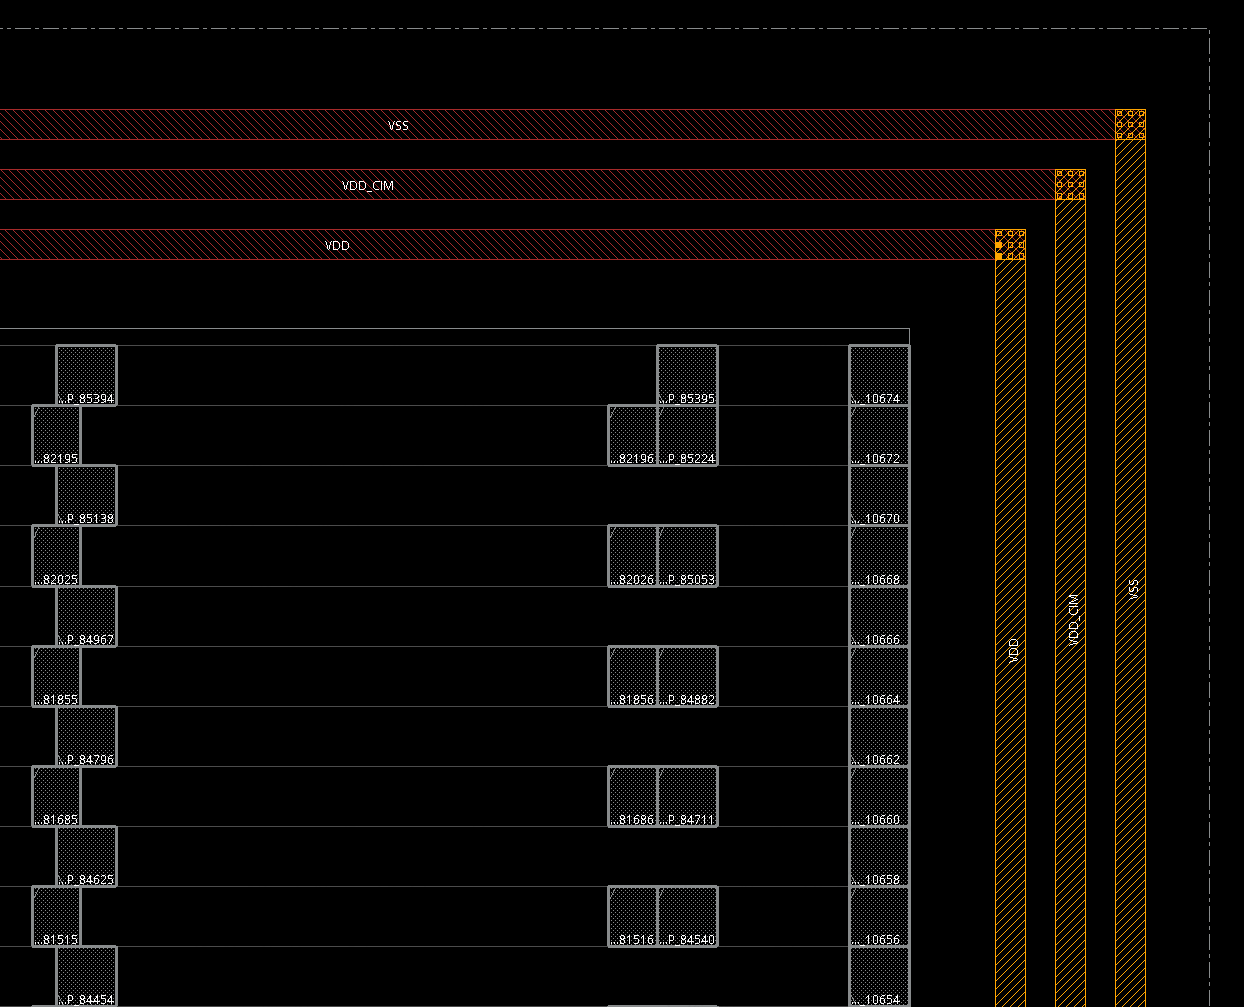 VSS
VDD_CIM
VDD
...P_85394 ...P_85395 ..._10674
...82195 ...82196 ...P_85224 ..._10672
...P_85138 ..._10670
...82025 ...82026 ...P_85053 ..._10668
VSS
...P_84967 ..._10666
VDD_CIM
VDD
...81855 ...81856 ...P_84882 ..._10664
...P_84796 ..._10662
...81685 ...81686 ...P_84711 ..._10660
...P_84625 ..._10658
...81515 ...81516 ...P_84540 ..._10656
...P_84454 ..._10654